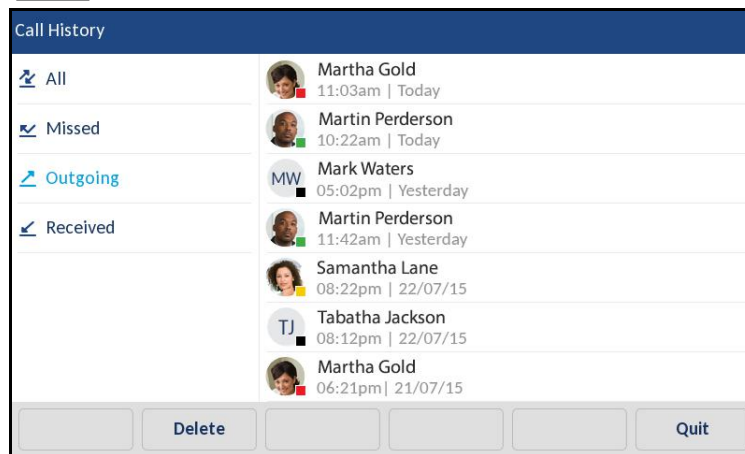 Call History
All
Missed
Outgoing
Received
Martha Gold
11:03am | Today
Martin Perderson
10:22am | Today
MW
Mark Waters
05:02pm | Yesterday
Martin Perderson
11:42am | Yesterday
Samantha Lane
08:22pm | 22/07/15
TJ
Tabatha Jackson
08:12pm | 22/07/15
Martha Gold
06:21pm| 21/07/15
Delete
Quit